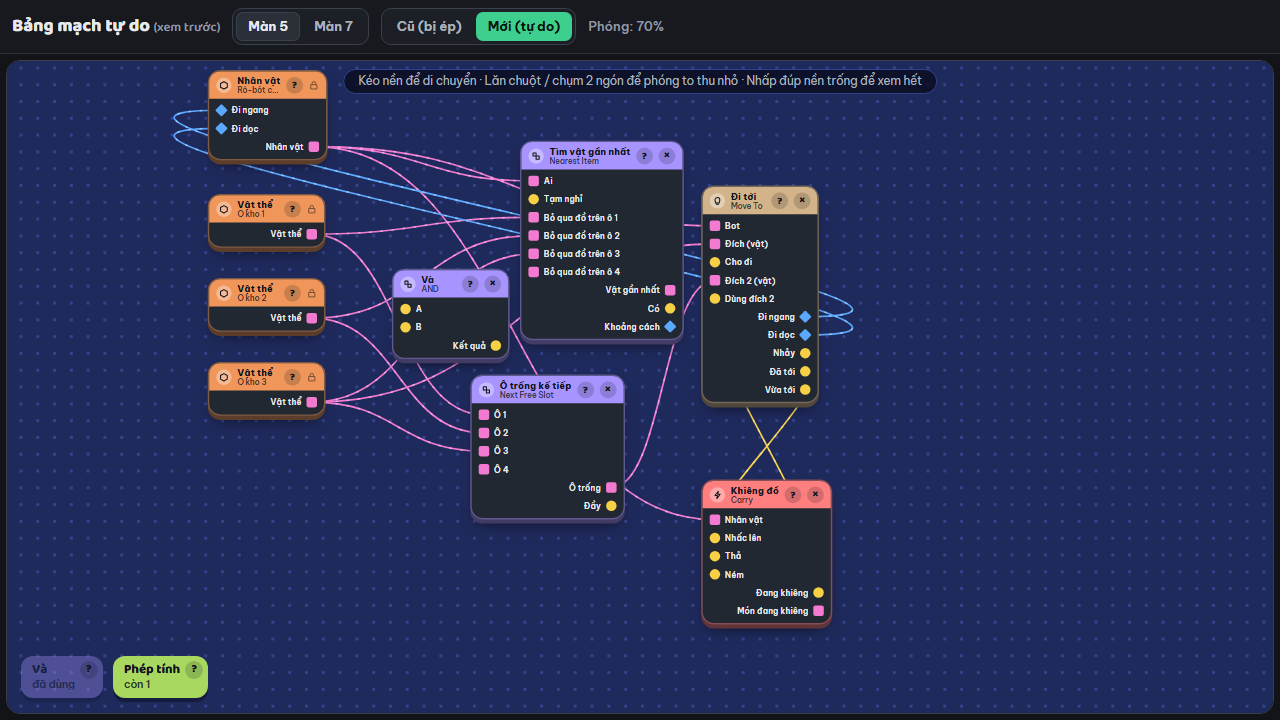 Bảng mạch tự do (xem trước)
Màn 5
Màn 7
Cũ (bị ép)
Mới (tự do)
Phóng: 70%
Kéo nền để di chuyển · Lăn chuột / chụm 2 ngón để phóng to thu nhỏ · Nhấp đúp nền trống để xem hết
Nhân vật
Rô-bốt c...
?
Đi ngang
Đi dọc
Nhân vật
Vật thể
Ô kho 1
?
Vật thể
Vật thể
Ô kho 2
?
Vật thể
Vật thể
Ô kho 3
?
Vật thể
Và
AND
?
×
A
B
Kết quả
Tìm vật gần nhất
Nearest Item
?
×
Ai
Tạm nghỉ
Bỏ qua đồ trên ô 1
Bỏ qua đồ trên ô 2
Bỏ qua đồ trên ô 3
Bỏ qua đồ trên ô 4
Vật gần nhất
Có
Khoảng cách
Ô trống kế tiếp
Next Free Slot
?
×
Ô 1
Ô 2
Ô 3
Ô 4
Ô trống
Đầy
Đi tới
Move To
?
×
Bot
Đích (vật)
Cho đi
Đích 2 (vật)
Dùng đích 2
Đi ngang
Đi dọc
Nhảy
Đã tới
Vừa tới
Khiêng đồ
Carry
?
×
Nhân vật
Nhấc lên
Thả
Ném
Đang khiêng
Món đang khiêng
Và
?
đã dùng
Phép tính
?
còn 1